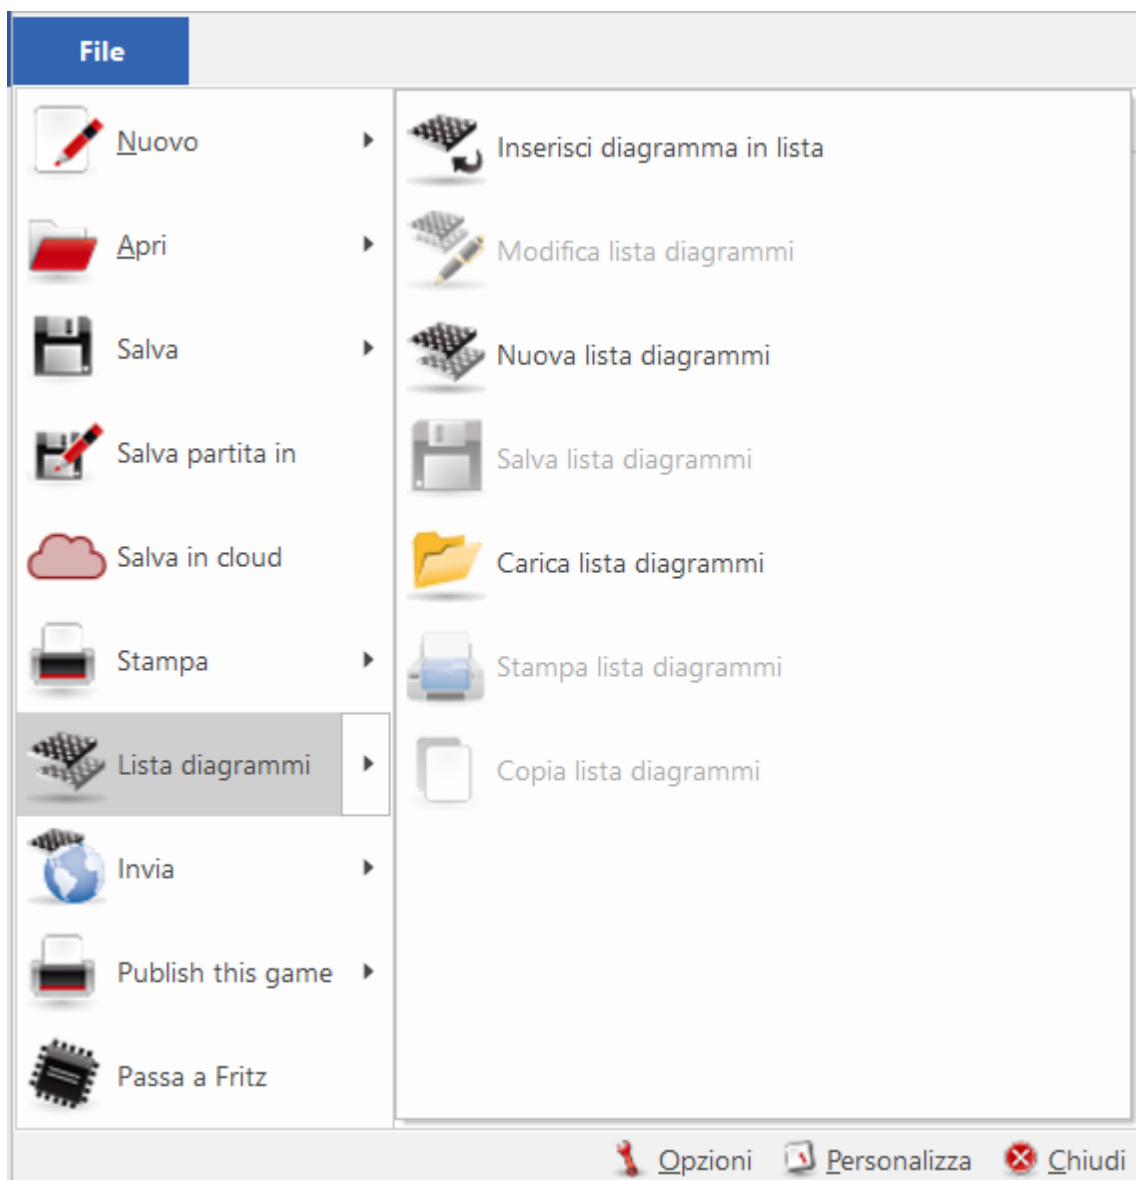 File
Nuovo
Apri
Salva
Salva partita in
Salva in cloud
Stampa
Lista diagrammi
Invia
Publish this game
Passa a Fritz
Inserisci diagramma in lista
Modifica lista diagrammi
Nuova lista diagrammi
Salva lista diagrammi
Carica lista diagrammi
Stampa lista diagrammi
Copia lista diagrammi
Opzioni Personalizza Chiudi